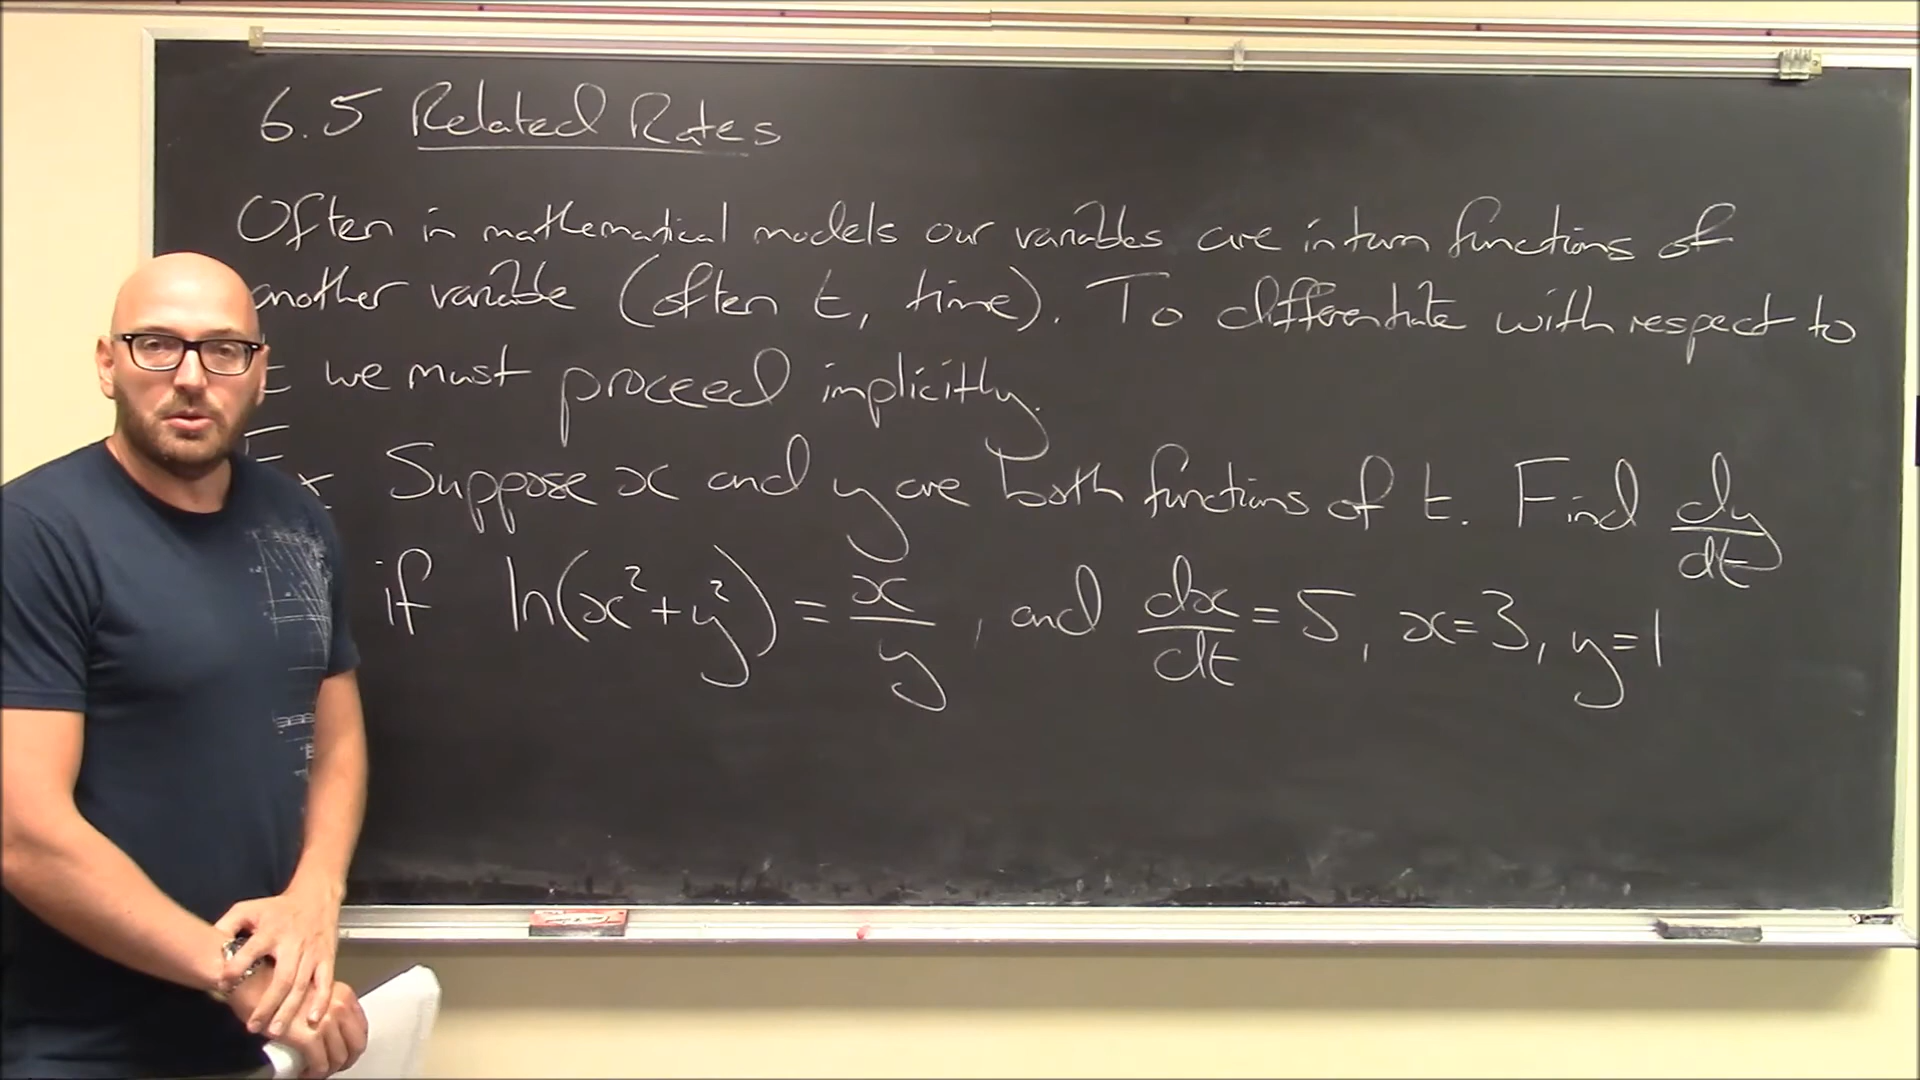 6.5 Related Rates
Often in mathematical models our variables are in turn functions of
another variable (often t, time). To differentiate with respect to
t we must proceed implicitly.
Ex Suppose x and y are both functions of t. Find dy/dt
if ln(x²+y²) = x/y, and dx/dt = 5, x=3, y=1